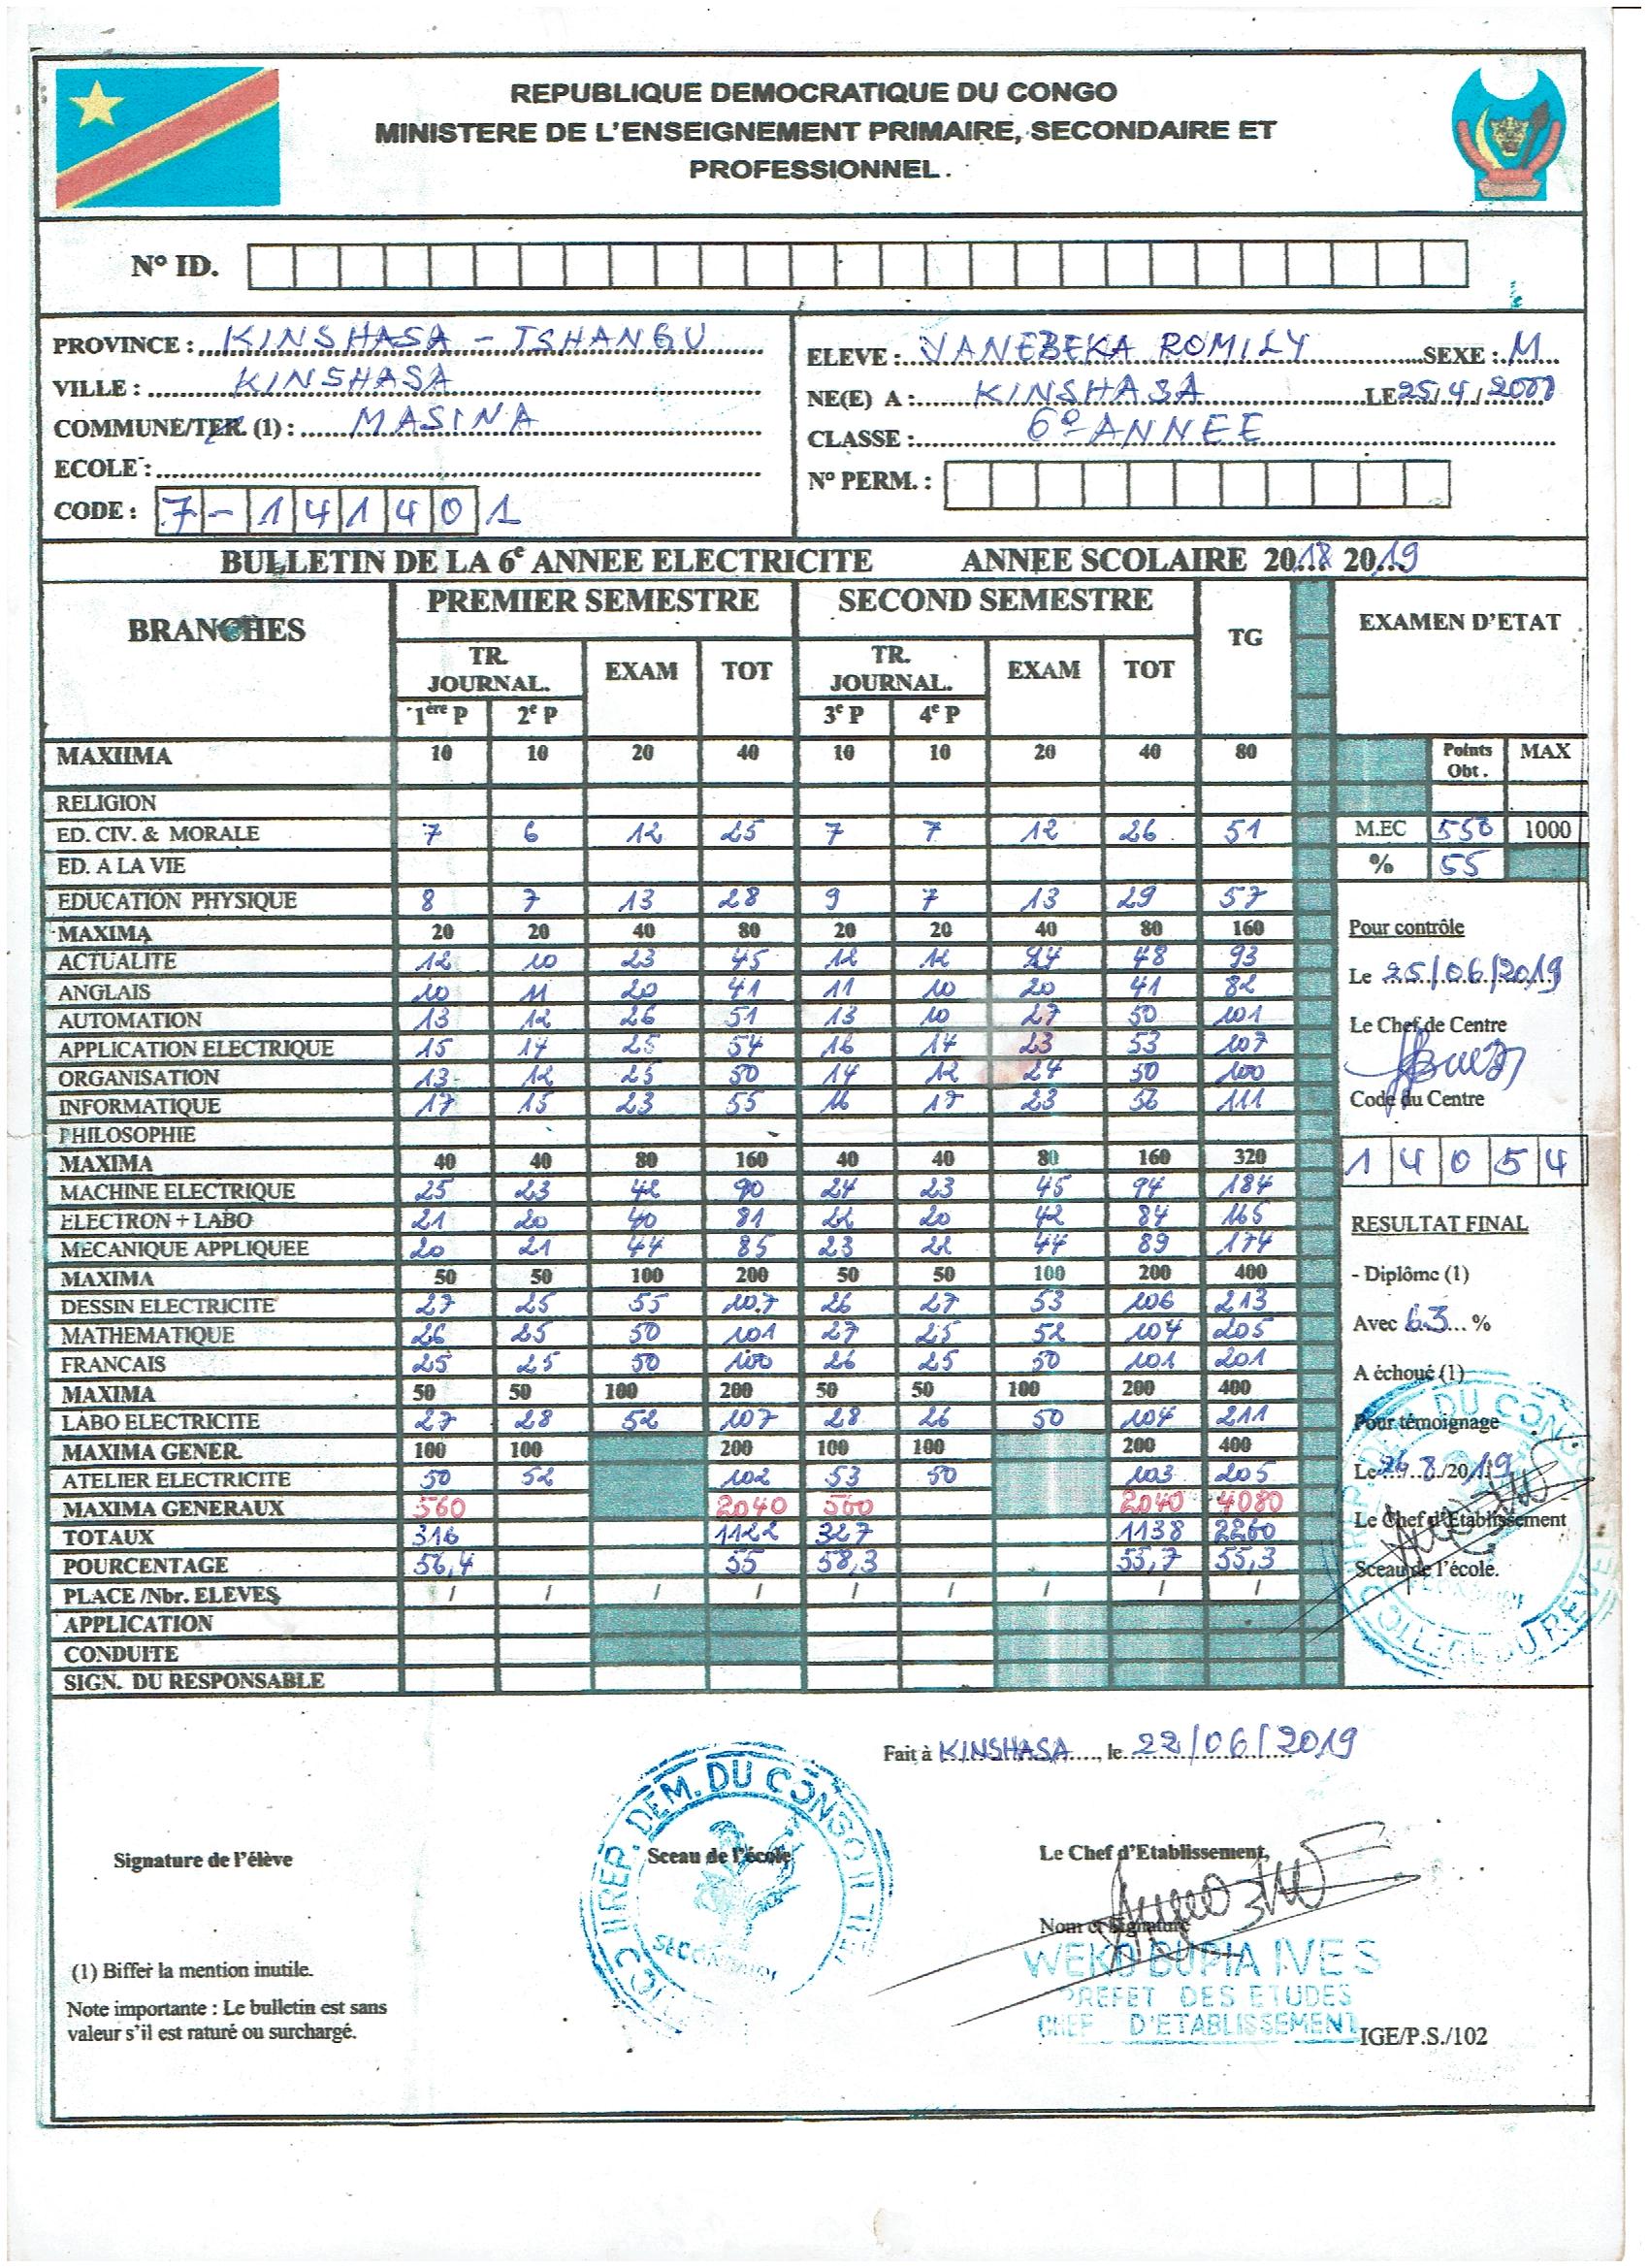 REPUBLIQUE DEMOCRATIQUE DU CONGO
MINISTERE DE L'ENSEIGNEMENT PRIMAIRE, SECONDAIRE ET
PROFESSIONNEL.
N° ID.
PROVINCE : KINSHASA - TSHANGU
VILLE : KINSHASA
COMMUNE/TER. (1) : MASINA
ECOLE :
CODE : 7-141401
ELEVE : VANEBEKA ROMILY SEXE : M
NE(E) A : KINSHASA LE 25/4/2000
CLASSE : 6e ANNEE
N° PERM. :
BULLETIN DE LA 6e ANNEE ELECTRICITE ANNEE SCOLAIRE 2018 2019
BRANCHES PREMIER SEMESTRE SECOND SEMESTRE TG EXAMEN D'ETAT
TR. JOURNAL. EXAM TOT TR. JOURNAL. EXAM TOT
1ère P 2e P 3e P 4e P
MAXIIMA 10 10 20 40 10 10 20 40 80 Points Obt. MAX
RELIGION
ED. CIV. & MORALE 7 6 12 25 7 7 12 26 51 M.EC 1000
ED. A LA VIE % 55
EDUCATION PHYSIQUE 8 7 13 28 9 7 13 29 57
MAXIMA 20 20 40 80 20 20 40 80 160
ACTUALITE 12 10 23 45 12 12 24 48 93
ANGLAIS 10 11 20 41 11 10 20 41 82
AUTOMATION 13 12 26 51 13 10 27 50 101
APPLICATION ELECTRIQUE 15 14 25 54 16 14 23 53 107
ORGANISATION 13 12 25 50 14 12 24 50 100
INFORMATIQUE 17 15 23 55 16 17 23 56 111
PHILOSOPHIE
MAXIMA 40 40 80 160 40 40 80 160 320
MACHINE ELECTRIQUE 25 23 42 90 24 23 45 94 184
ELECTRON + LABO 21 20 40 81 22 20 42 84 165
MECANIQUE APPLIQUEE 20 21 44 85 23 22 44 89 174
MAXIMA 50 50 100 200 50 50 100 200 400
DESSIN ELECTRICITE 27 25 55 107 26 27 53 106 213
MATHEMATIQUE 26 25 50 101 27 25 52 104 205
FRANCAIS 25 25 50 100 26 25 50 101 201
MAXIMA 50 50 100 200 50 50 100 200 400
LABO ELECTRICITE 27 28 52 107 28 26 50 104 211
MAXIMA GENER. 100 100 200 100 100 200 400
ATELIER ELECTRICITE 50 52 102 53 50 103 205
MAXIMA GENERAUX 560 2040 560 2040 4080
TOTAUX 316 1122 327 1138 2260
POURCENTAGE 56,4 55 58,3 55,7 55,3
PLACE /Nbr. ELEVES / / / / / / / / /
APPLICATION
CONDUITE
SIGN. DU RESPONSABLE
Pour contrôle
Le 25/06/2019
Le Chef de Centre
Code du Centre
14054
RESULTAT FINAL
- Diplôme (1)
Avec 63 %
A échoué (1)
Pour témoignage
Le /8/2019
Le Chef d'Etablissement
Sceau de l'école.
REP. DEM. DU CONGO
Fait à KINSHASA, le 22/06/2019
Signature de l'élève
Sceau de l'école
REP. DEM. DU CONGO
Le Chef d'Etablissement,
Nom et Signature
WEKO BUPIA IVES
PREFET DES ETUDES
CHEF D'ETABLISSEMENT
(1) Biffer la mention inutile.
Note importante : Le bulletin est sans
valeur s'il est raturé ou surchargé.
IGE/P.S./102